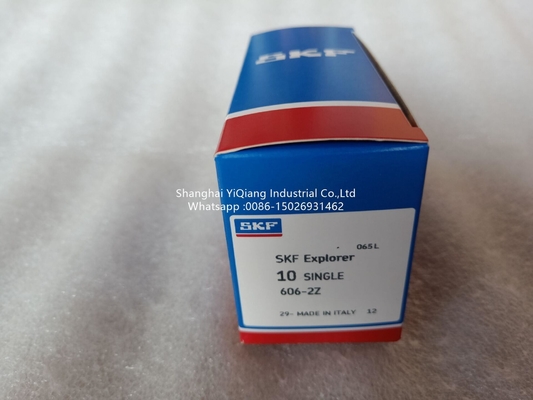 SKF
Shanghai YiQiang Industrial Co.,Ltd
Whatsapp :0086-15026931462
SKF
065L
SKF Explorer
10 SINGLE
606-2Z
29- MADE IN ITALY 12